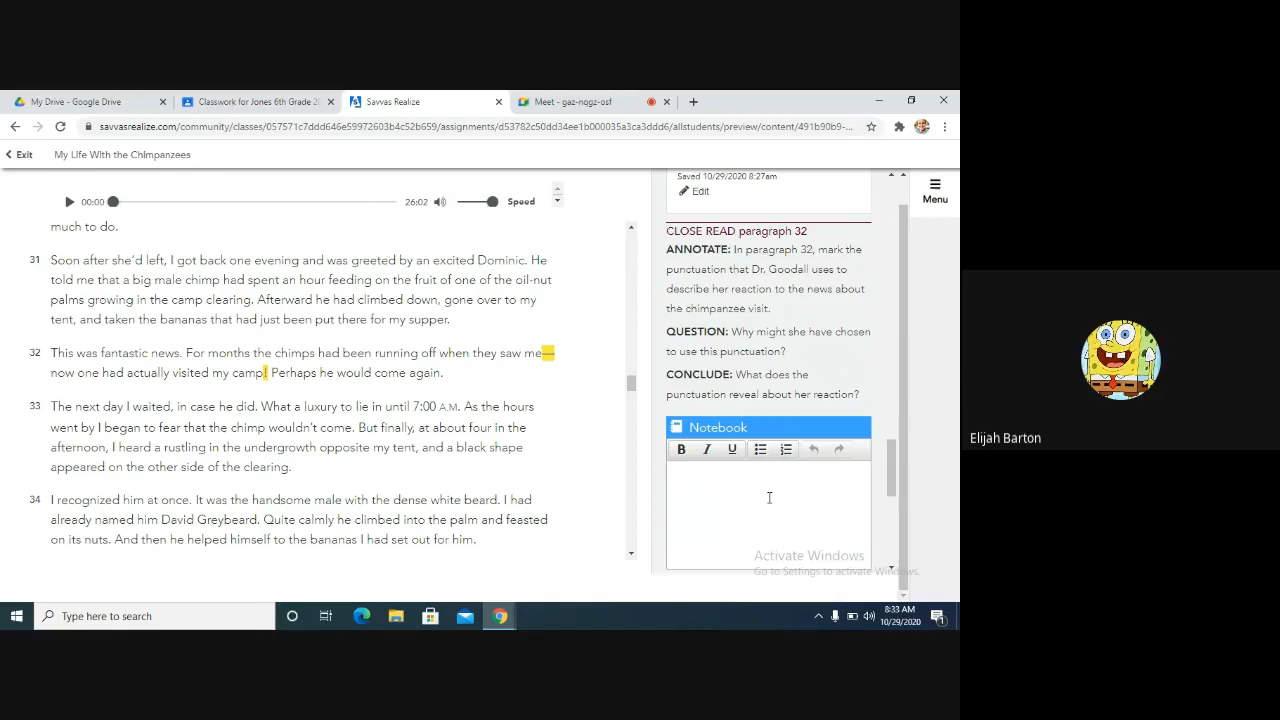 My Drive - Google Drive
Classwork for Jones 6th Grade 2
Savvas Realize
Meet - gaz-nqgz-osf
savvasrealize.com/community/classes/057571c7ddd646e59972603b4c52b659/assignments/d53782c50dd34ee1b000035a3ca3ddd6/allstudents/preview/content/491b90b9-...
Exit
My Life With the Chimpanzees
00:00
26:02
Speed
much to do.
31 Soon after she'd left, I got back one evening and was greeted by an excited Dominic. He
told me that a big male chimp had spent an hour feeding on the fruit of one of the oil-nut
palms growing in the camp clearing. Afterward he had climbed down, gone over to my
tent, and taken the bananas that had just been put there for my supper.
32 This was fantastic news. For months the chimps had been running off when they saw me—
now one had actually visited my camp! Perhaps he would come again.
33 The next day I waited, in case he did. What a luxury to lie in until 7:00 A.M. As the hours
went by I began to fear that the chimp wouldn't come. But finally, at about four in the
afternoon, I heard a rustling in the undergrowth opposite my tent, and a black shape
appeared on the other side of the clearing.
34 I recognized him at once. It was the handsome male with the dense white beard. I had
already named him David Greybeard. Quite calmly he climbed into the palm and feasted
on its nuts. And then he helped himself to the bananas I had set out for him.
Saved 10/29/2020 8:27am
Edit
CLOSE READ paragraph 32
ANNOTATE: In paragraph 32, mark the
punctuation that Dr. Goodall uses to
describe her reaction to the news about
the chimpanzee visit.
QUESTION: Why might she have chosen
to use this punctuation?
CONCLUDE: What does the
punctuation reveal about her reaction?
Notebook
B I U
Activate Windows
Go to Settings to activate Windows.
Menu
Elijah Barton
Type here to search
8:33 AM
10/29/2020
1